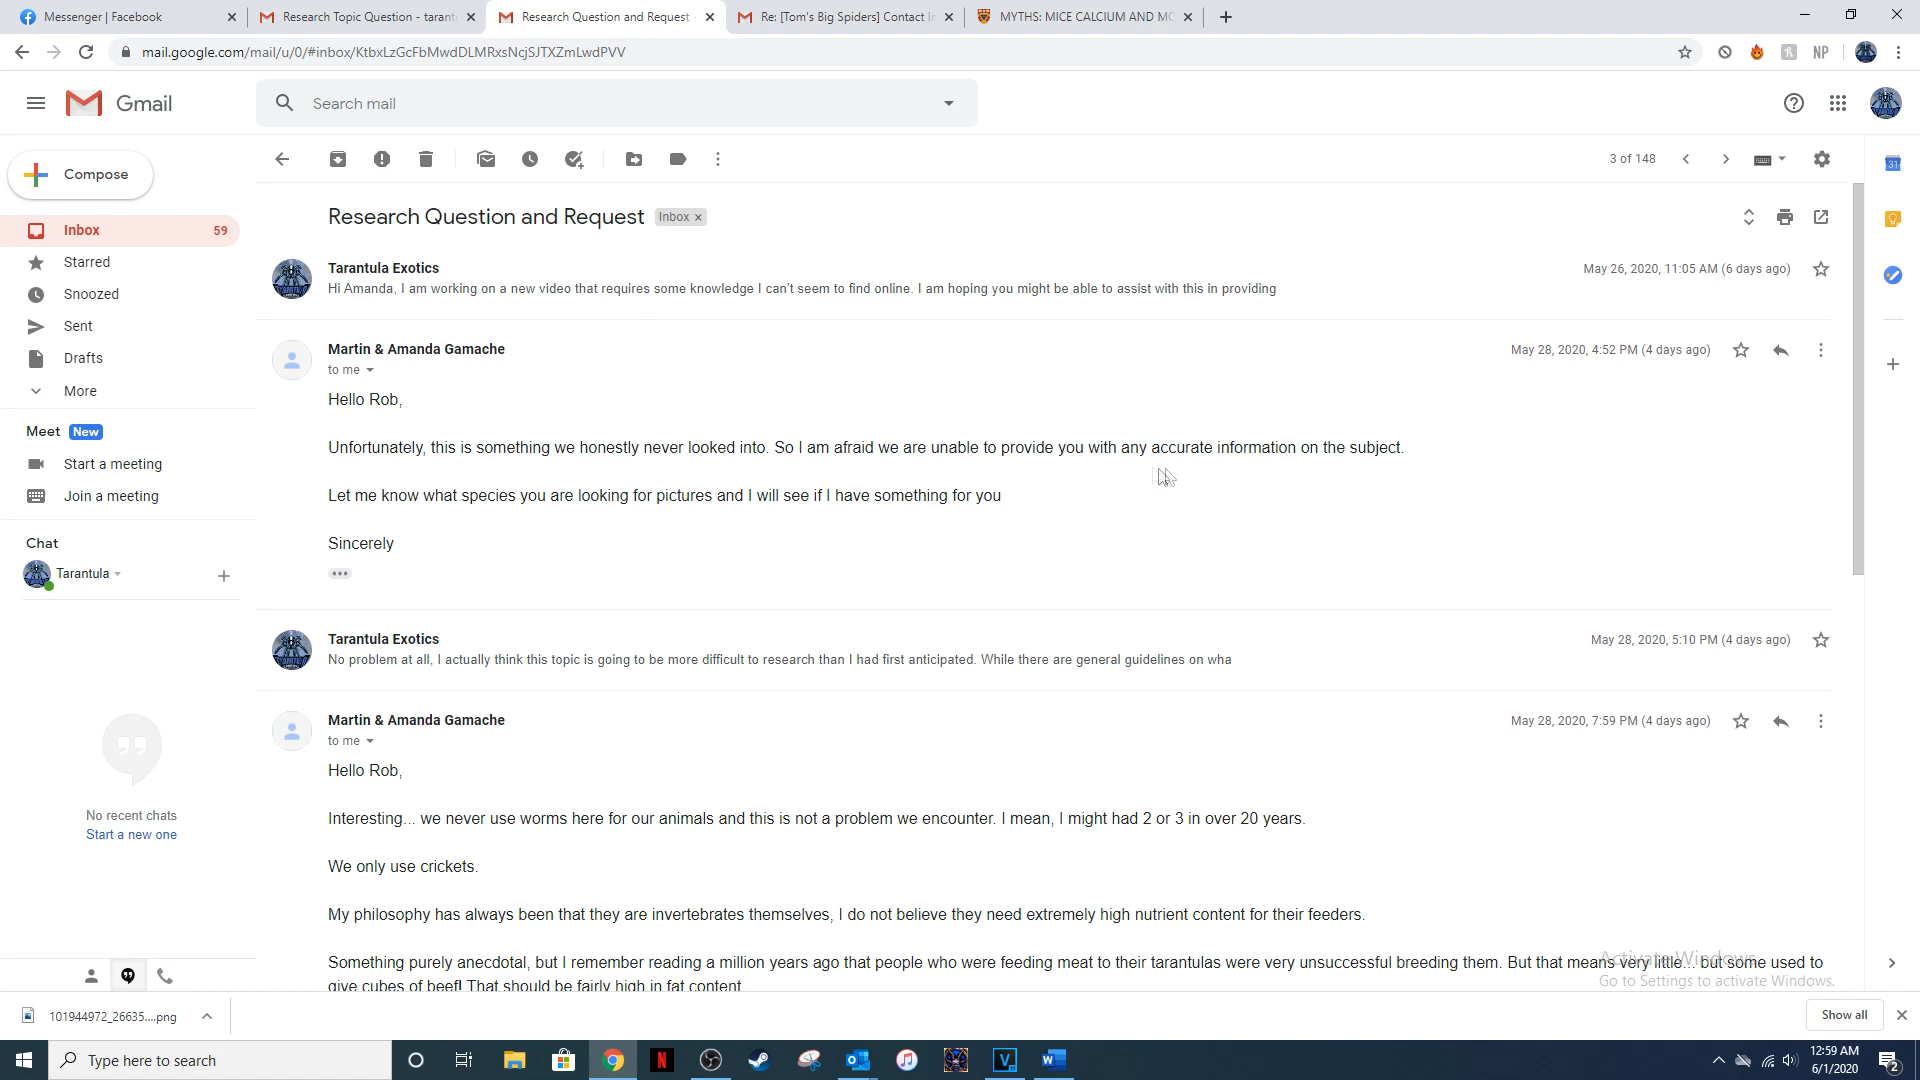 Messenger | Facebook
Research Topic Question - tarant
Research Question and Request -
Re: [Tom's Big Spiders] Contact I
MYTHS: MICE CALCIUM AND MO
mail.google.com/mail/u/0/#inbox/KtbxLzGcFbMwdDLMRxsNcjSJTXZmLwdPVV
NP
Gmail
Search mail
Compose
3 of 148
31
Inbox 59
Starred
Snoozed
Sent
Drafts
More
Meet New
Start a meeting
Join a meeting
Chat
Tarantula
No recent chats
Start a new one
Research Question and Request Inbox x
Tarantula Exotics
May 26, 2020, 11:05 AM (6 days ago)
Hi Amanda, I am working on a new video that requires some knowledge I can't seem to find online. I am hoping you might be able to assist with this in providing
Martin & Amanda Gamache
May 28, 2020, 4:52 PM (4 days ago)
to me
Hello Rob,
Unfortunately, this is something we honestly never looked into. So I am afraid we are unable to provide you with any accurate information on the subject.
Let me know what species you are looking for pictures and I will see if I have something for you
Sincerely
Tarantula Exotics
May 28, 2020, 5:10 PM (4 days ago)
No problem at all, I actually think this topic is going to be more difficult to research than I had first anticipated. While there are general guidelines on wha
Martin & Amanda Gamache
May 28, 2020, 7:59 PM (4 days ago)
to me
Hello Rob,
Interesting... we never use worms here for our animals and this is not a problem we encounter. I mean, I might had 2 or 3 in over 20 years.
We only use crickets.
My philosophy has always been that they are invertebrates themselves, I do not believe they need extremely high nutrient content for their feeders.
Something purely anecdotal, but I remember reading a million years ago that people who were feeding meat to their tarantulas were very unsuccessful breeding them. But that means very little... but some used to
give cubes of beef! That should be fairly high in fat content
Activate Windows
Go to Settings to activate Windows.
101944972_26635....png
Show all
Type here to search
12:59 AM
6/1/2020
2